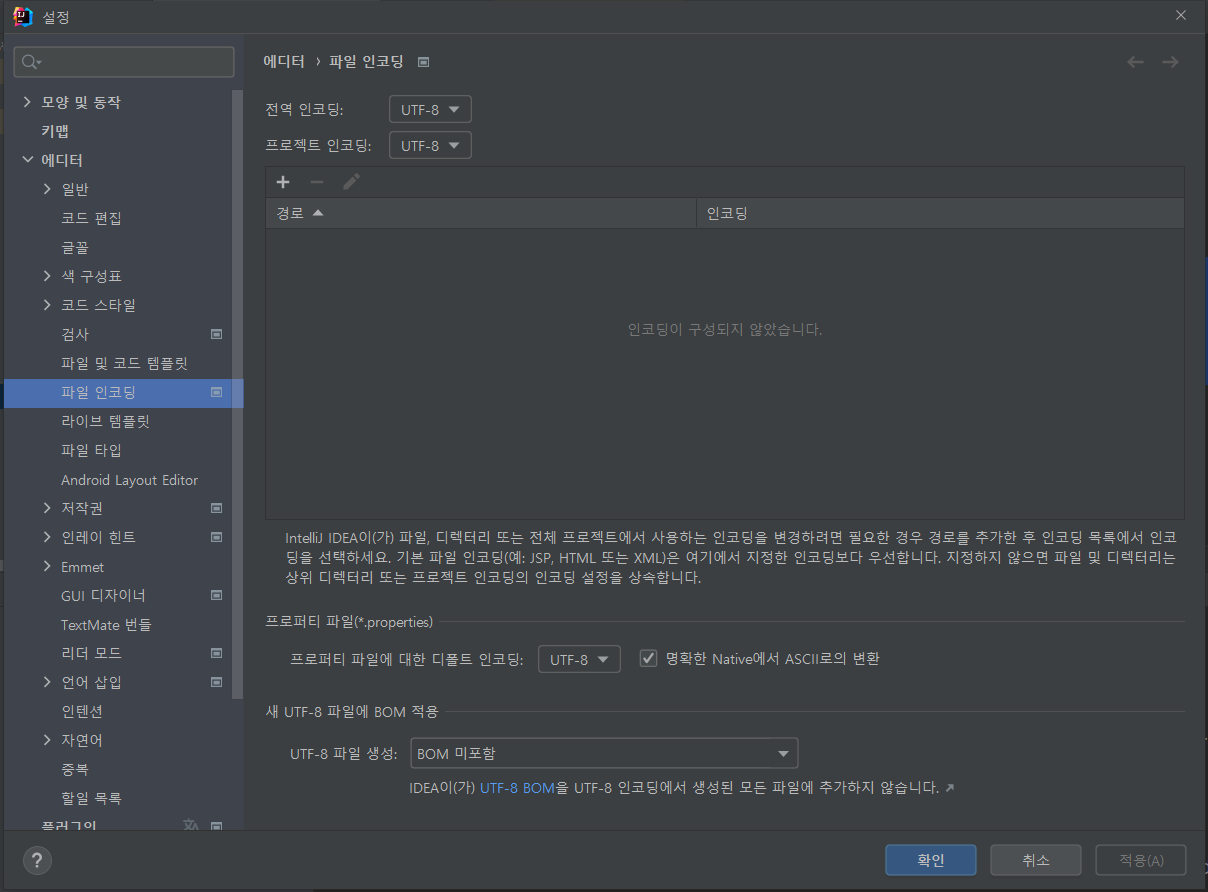 설정
모양 및 동작
키맵
에디터
일반
코드 편집
글꼴
색 구성표
코드 스타일
검사
파일 및 코드 템플릿
파일 인코딩
라이브 템플릿
파일 타입
Android Layout Editor
저작권
인레이 힌트
Emmet
GUI 디자이너
TextMate 번들
리더 모드
언어 삽입
인텐션
자연어
중복
할일 목록
플러그인
에디터 › 파일 인코딩
전역 인코딩: UTF-8
프로젝트 인코딩: UTF-8
경로 인코딩
인코딩이 구성되지 않았습니다.
IntelliJ IDEA이(가) 파일, 디렉터리 또는 전체 프로젝트에서 사용하는 인코딩을 변경하려면 필요한 경우 경로를 추가한 후 인코딩 목록에서 인코
딩을 선택하세요. 기본 파일 인코딩(예: JSP, HTML 또는 XML)은 여기에서 지정한 인코딩보다 우선합니다. 지정하지 않으면 파일 및 디렉터리는
상위 디렉터리 또는 프로젝트 인코딩의 인코딩 설정을 상속합니다.
프로퍼티 파일(*.properties)
프로퍼티 파일에 대한 디폴트 인코딩: UTF-8 명확한 Native에서 ASCII로의 변환
새 UTF-8 파일에 BOM 적용
UTF-8 파일 생성: BOM 미포함
IDEA이(가) UTF-8 BOM을 UTF-8 인코딩에서 생성된 모든 파일에 추가하지 않습니다. ↗
?
확인 취소 적용(A)